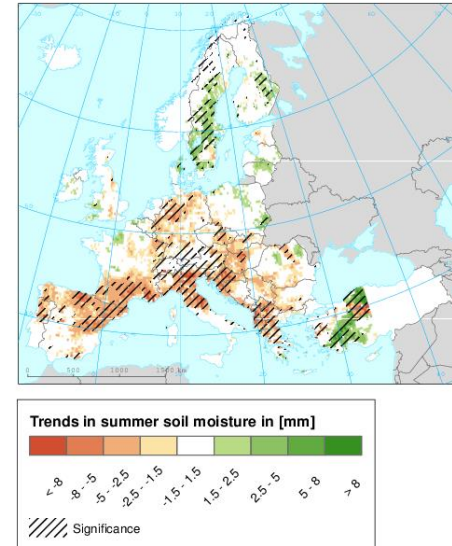 0 500 1000 1500 km
Trends in summer soil moisture in [mm]
< -8
-8 - -5
-5 - -2.5
-2.5 - -1.5
-1.5 - 1.5
1.5 - 2.5
2.5 - 5
5 - 8
> 8
Significance